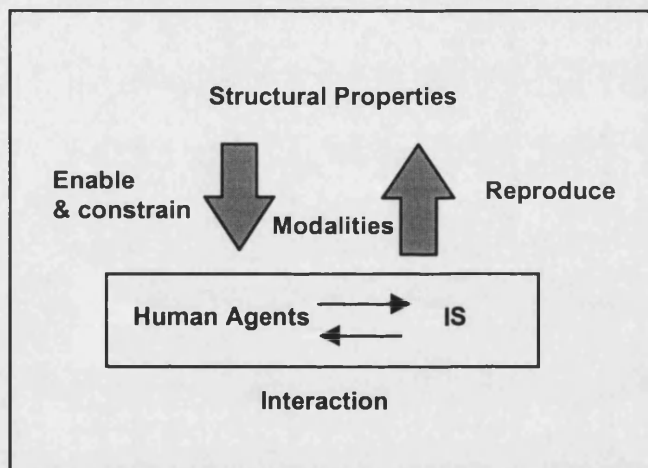 Structural Properties
Enable
& constrain
Reproduce
Modalities
Human Agents
IS
Interaction